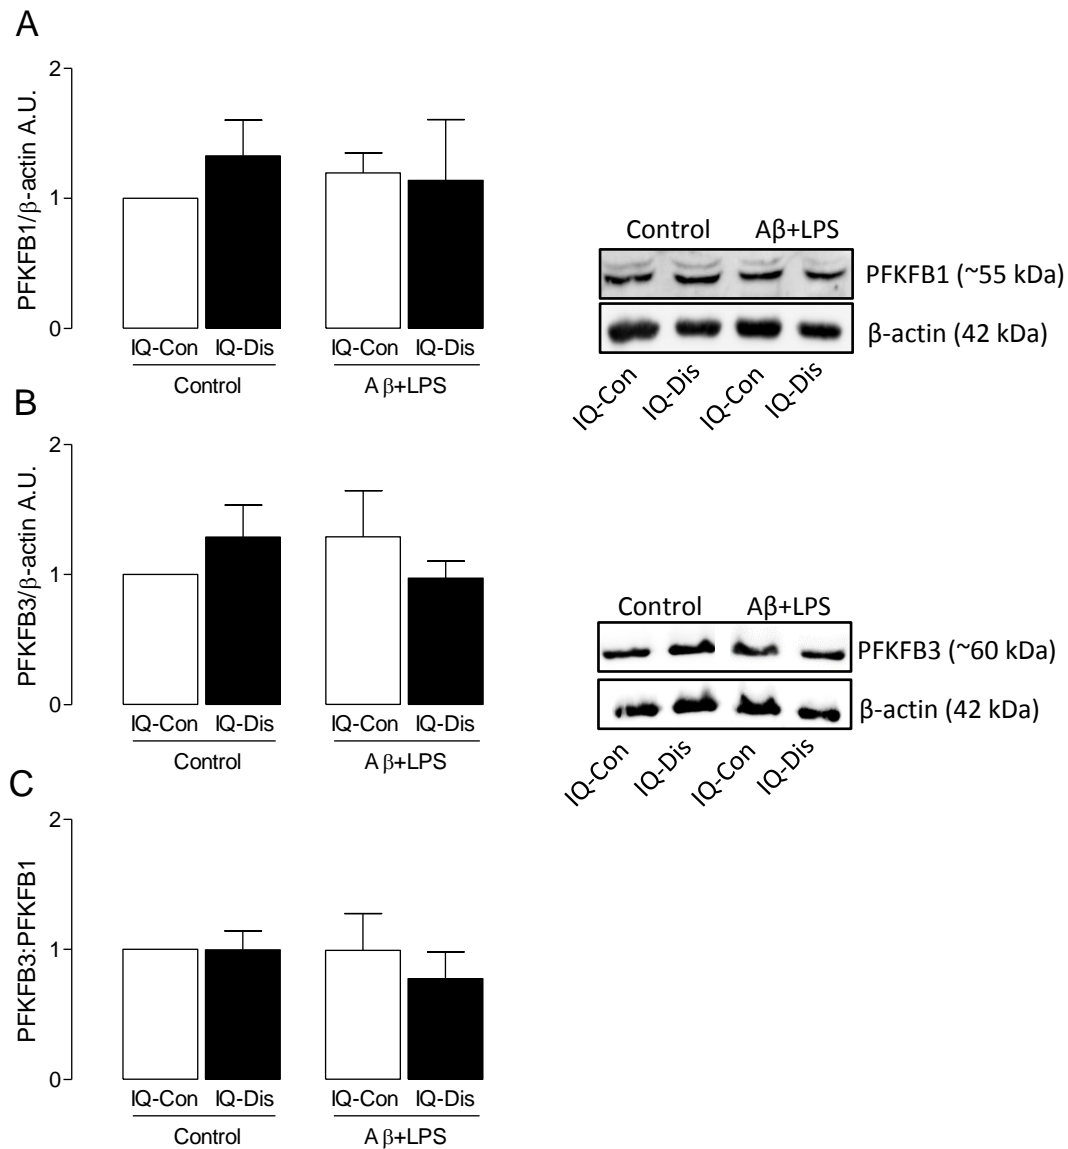 A
PFKFB1/β-actin A.U.
2
1
0
IQ-Con IQ-Dis IQ-Con IQ-Dis
Control Aβ+LPS
Control Aβ+LPS
PFKFB1 (~55 kDa)
β-actin (42 kDa)
IQ-Con IQ-Dis IQ-Con IQ-Dis
B
PFKFB3/β-actin A.U.
2
1
0
IQ-Con IQ-Dis IQ-Con IQ-Dis
Control Aβ+LPS
Control Aβ+LPS
PFKFB3 (~60 kDa)
β-actin (42 kDa)
IQ-Con IQ-Dis IQ-Con IQ-Dis
C
PFKFB3:PFKFB1
2
1
0
IQ-Con IQ-Dis IQ-Con IQ-Dis
Control Aβ+LPS